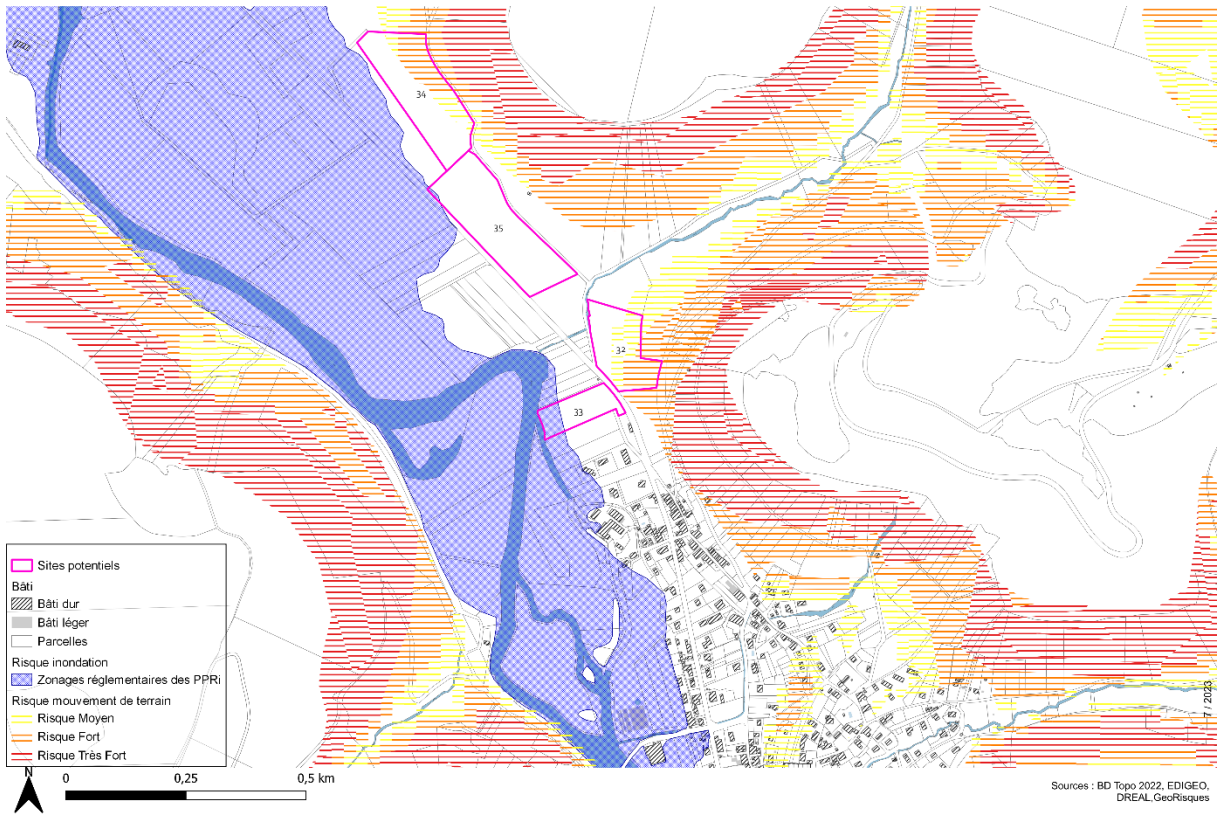 34
35
32
33
Sites potentiels
Bâti
Bâti dur
Bâti léger
Parcelles
Risque inondation
Zonages réglementaires des PPRi
Risque mouvement de terrain
Risque Moyen
Risque Fort
Risque Très Fort
N
0 0,25 0,5 km
7 / 2023
Sources : BD Topo 2022, EDIGEO,
DREAL,GeoRisques